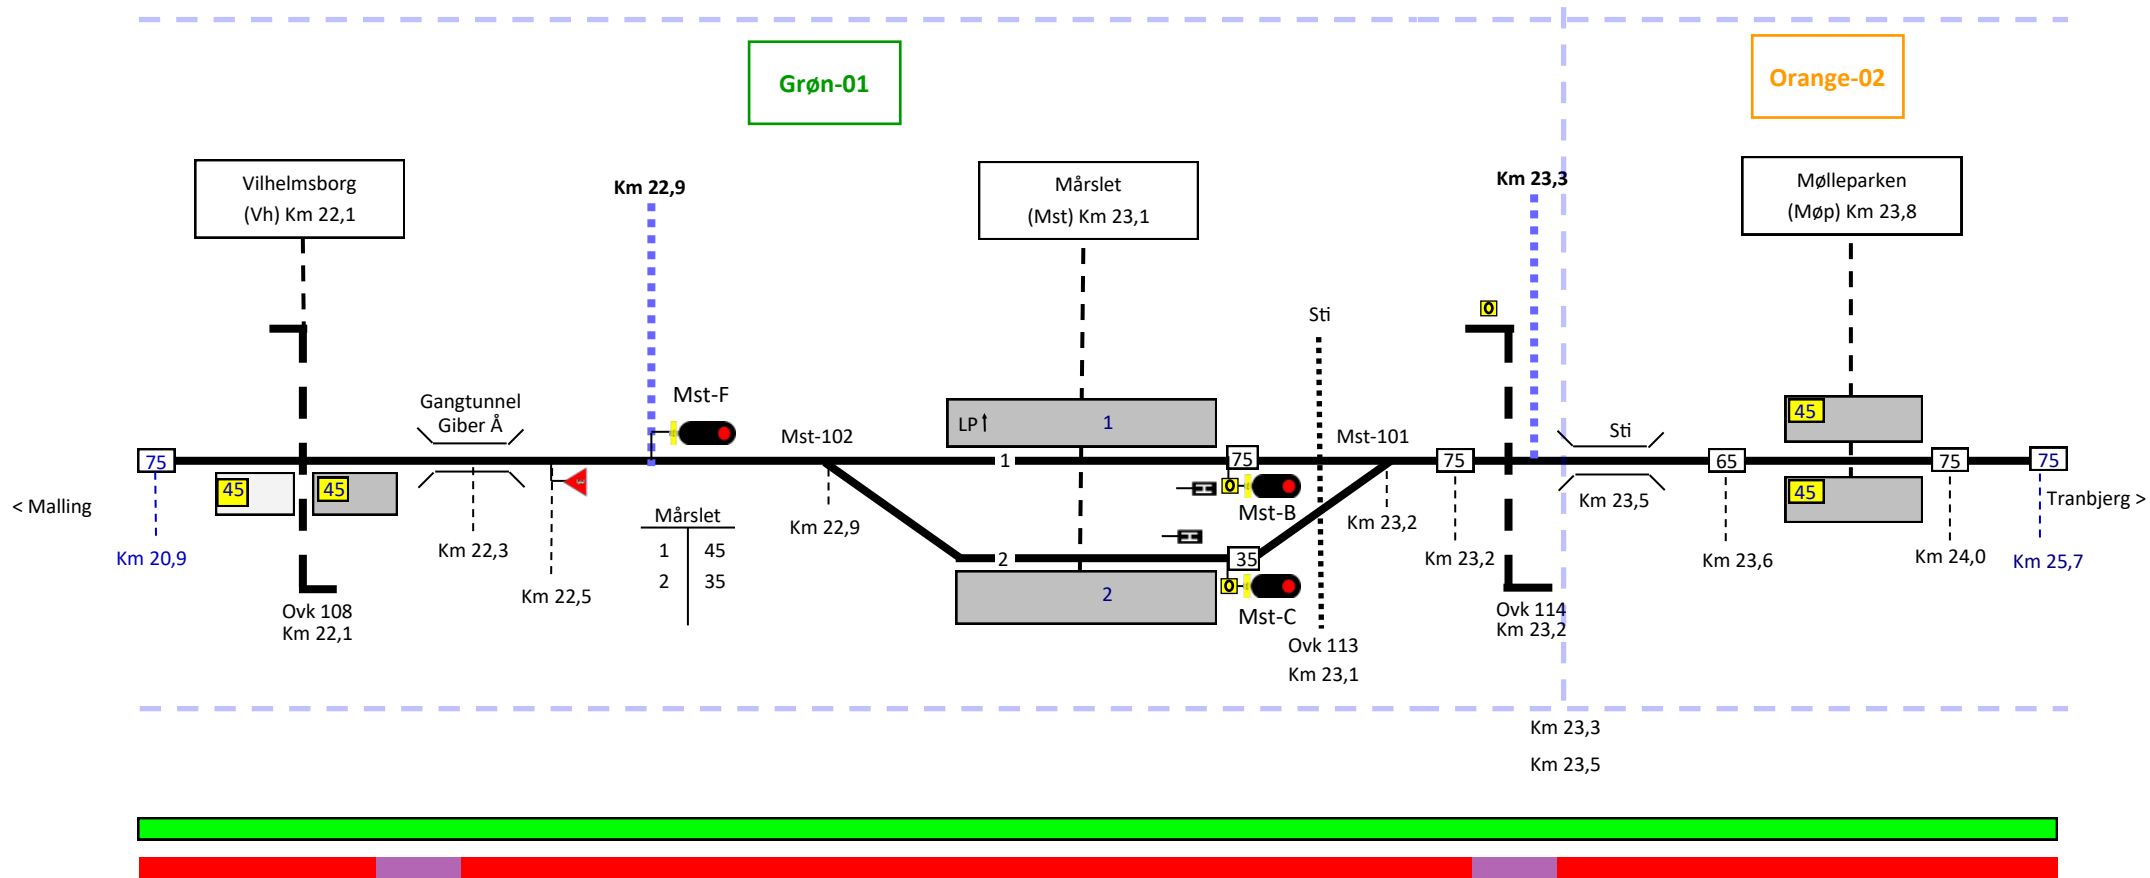 Grøn-01
Orange-02
Vilhelmsborg
(Vh) Km 22,1
Km 22,9
Mårslet
(Mst) Km 23,1
Km 23,3
Mølleparken
(Møp) Km 23,8
O
Sti
Gangtunnel
Giber Å
Mst-F
LP
1
45
Mst-102
Mst-101
Sti
75
1
75
75
65
75
75
45
45
45
< Malling
Km 20,9
Km 22,3
Km 22,5
Mårslet
1 45
2 35
Km 22,9
O
Mst-B
Km 23,2
Km 23,2
Km 23,5
Km 23,6
Km 24,0
Tranbjerg >
Km 25,7
2
35
2
O
Mst-C
Ovk 108
Km 22,1
Ovk 113
Km 23,1
Ovk 114
Km 23,2
Km 23,3
Km 23,5